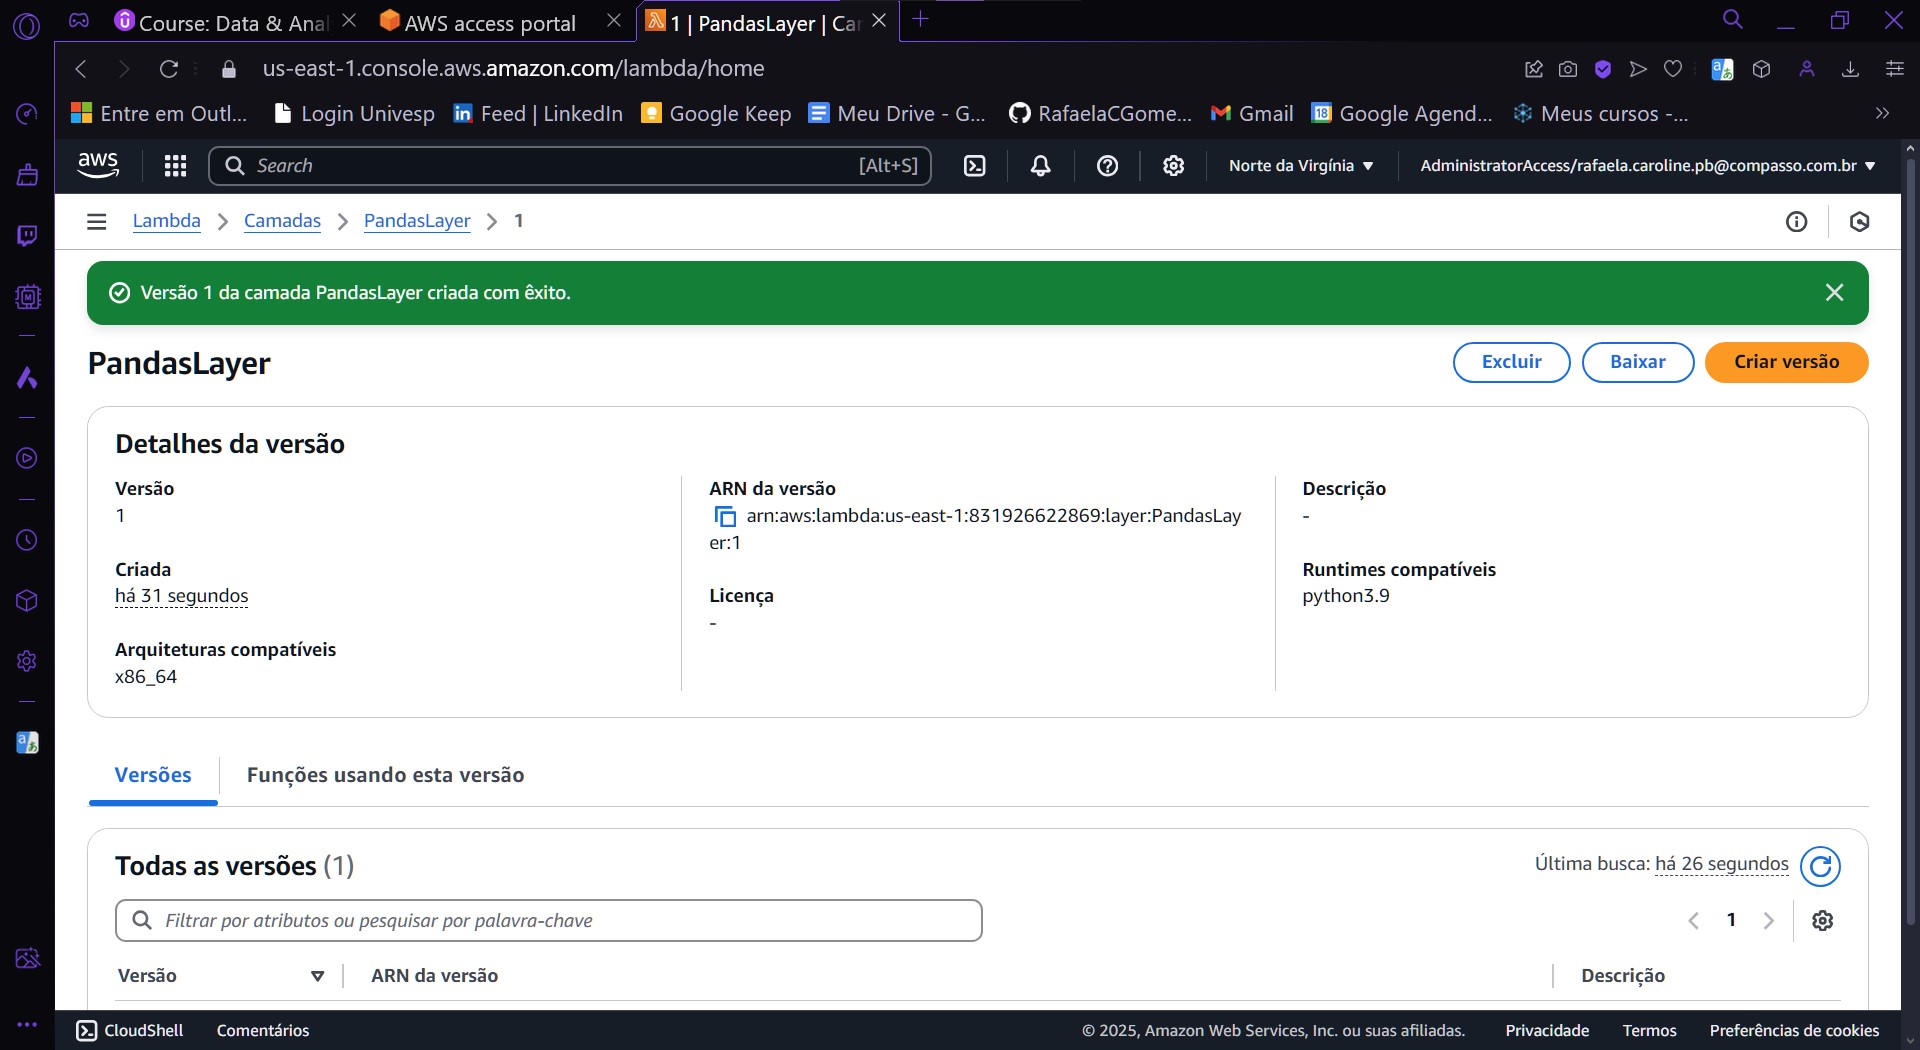 Course: Data & Anal
AWS access portal
1 | PandasLayer | Car
us-east-1.console.aws.amazon.com/lambda/home
Entre em Outl...
Login Univesp
Feed | LinkedIn
Google Keep
Meu Drive - G...
RafaelaCGome...
Gmail
Google Agend...
Meus cursos -...
aws
Search
[Alt+S]
Norte da Virgínia
AdministratorAccess/rafaela.caroline.pb@compasso.com.br
Lambda
Camadas
PandasLayer
1
Versão 1 da camada PandasLayer criada com êxito.
PandasLayer
Excluir
Baixar
Criar versão
Detalhes da versão
Versão
1
Criada
há 31 segundos
Arquiteturas compatíveis
x86_64
ARN da versão
arn:aws:lambda:us-east-1:831926622869:layer:PandasLay
er:1
Licença
-
Descrição
-
Runtimes compatíveis
python3.9
Versões
Funções usando esta versão
Todas as versões (1)
Última busca: há 26 segundos
Filtrar por atributos ou pesquisar por palavra-chave
1
Versão
ARN da versão
Descrição
CloudShell
Comentários
© 2025, Amazon Web Services, Inc. ou suas afiliadas.
Privacidade
Termos
Preferências de cookies